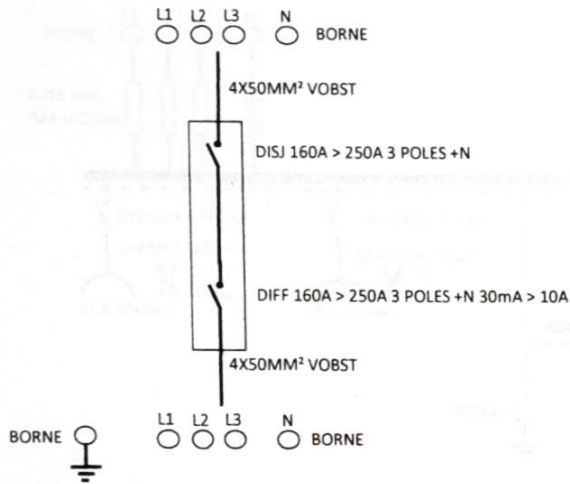 L1 L2 L3 N
BORNE
4X50MM² VOBST
DISJ 160A > 250A 3 POLES +N
DIFF 160A > 250A 3 POLES +N 30mA > 10A
4X50MM² VOBST
L1 L2 L3 N
BORNE BORNE